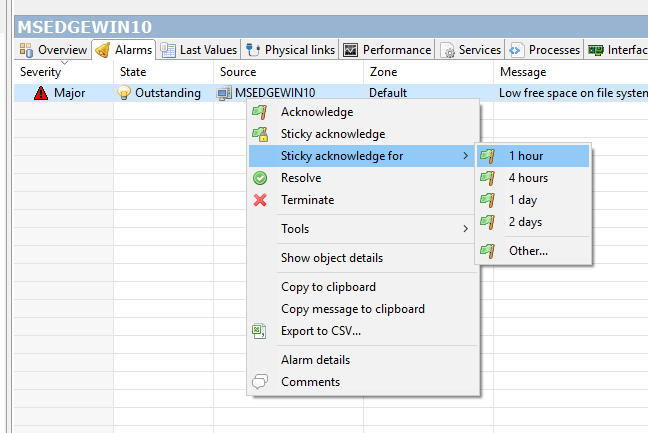 MSEDGEWIN10
Overview Alarms Last Values Physical links Performance Services Processes Interfac
Severity State Source Zone Message
Major Outstanding MSEDGEWIN10 Default Low free space on file system
Acknowledge
Sticky acknowledge
Sticky acknowledge for
1 hour
4 hours
1 day
2 days
Other...
Resolve
Terminate
Tools
Show object details
Copy to clipboard
Copy message to clipboard
Export to CSV...
Alarm details
Comments